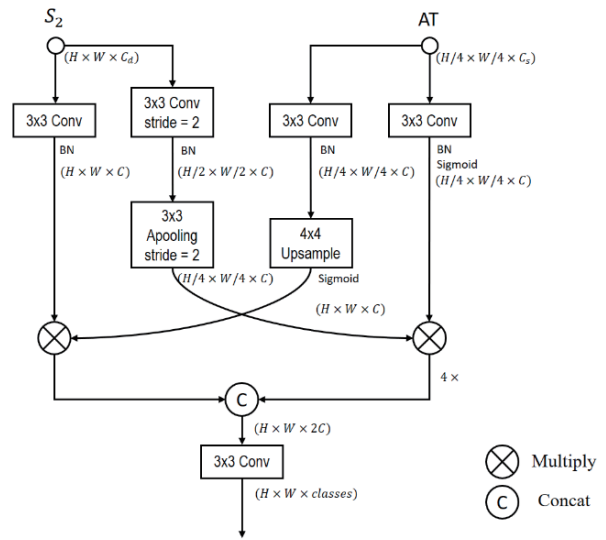 S₂
AT
(H × W × C_d)
(H/4 × W/4 × C_s)
3x3 Conv
3x3 Conv
stride = 2
3x3 Conv
3x3 Conv
BN
(H × W × C)
BN
(H/2 × W/2 × C)
BN
(H/4 × W/4 × C)
BN
Sigmoid
(H/4 × W/4 × C)
3x3
Apooling
stride = 2
4x4
Upsample
(H/4 × W/4 × C)
Sigmoid
(H × W × C)
4 ×
C
(H × W × 2C)
3x3 Conv
(H × W × classes)
Multiply
C
Concat